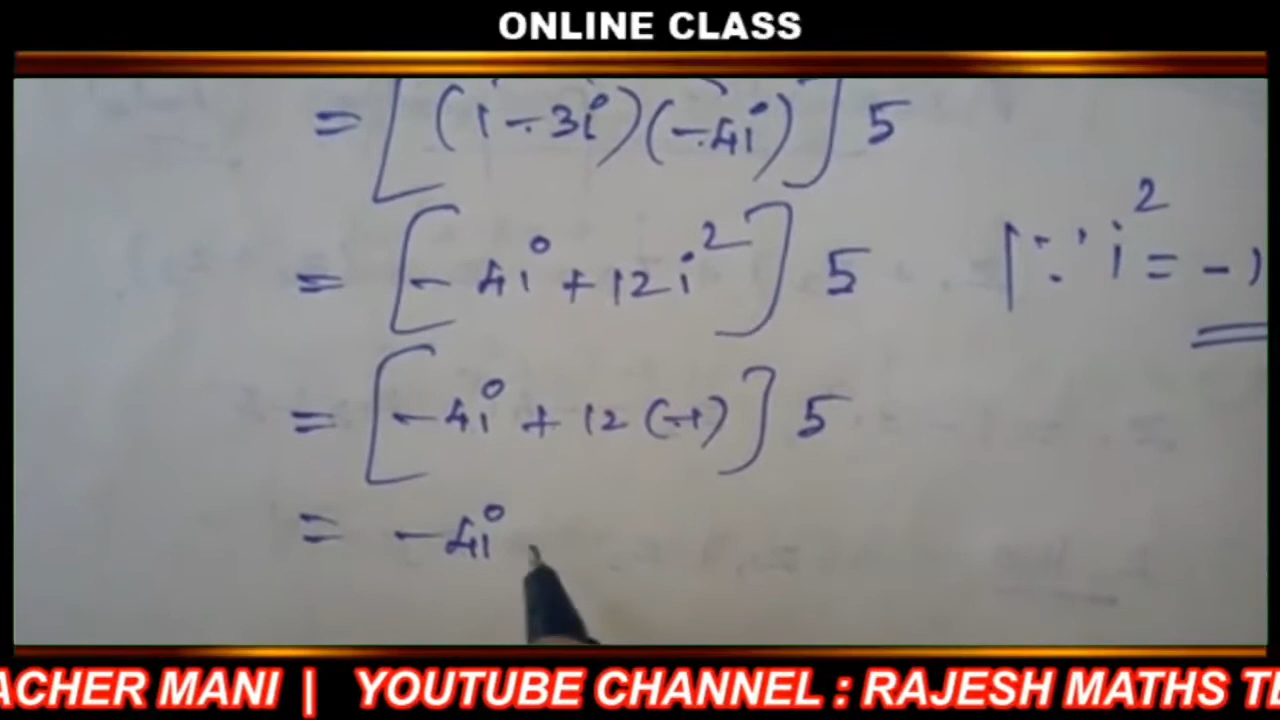 ONLINE CLASS
= [(1-3i)(-4i)] 5
= [-4i+12i²] 5 |∵ i² = -1
= [-4i+12(-1)] 5
= -4i
ACHER MANI | YOUTUBE CHANNEL : RAJESH MATHS